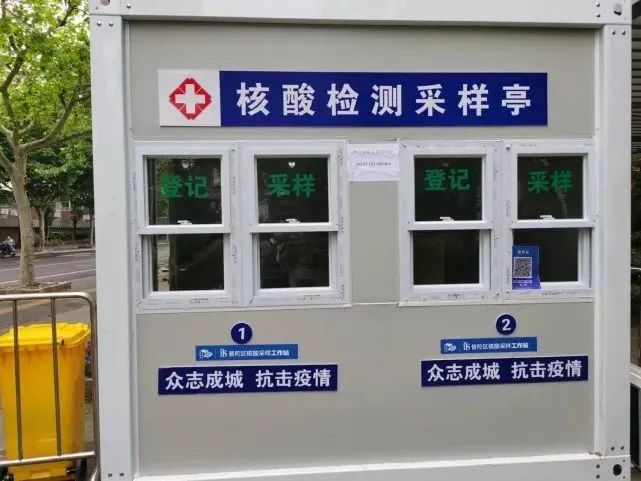 核酸检测采样亭
登记
采样
登记
采样
1
普陀区核酸采样工作站
众志成城 抗击疫情
2
普陀区核酸采样工作站
众志成城 抗击疫情